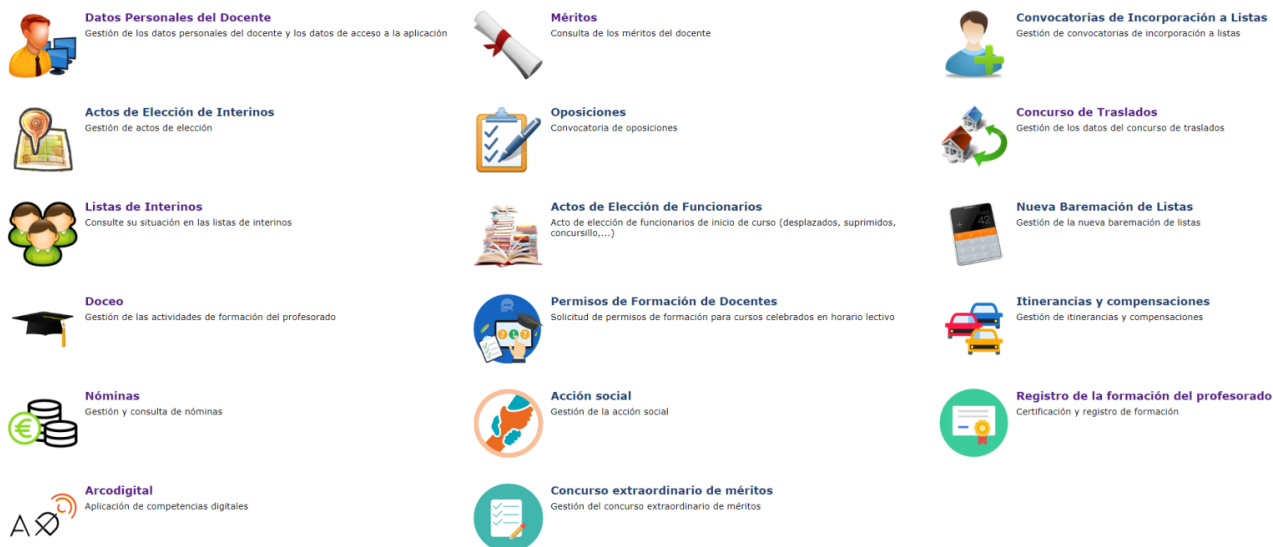 Datos Personales del Docente
Gestión de los datos personales del docente y los datos de acceso a la aplicación
Méritos
Consulta de los méritos del docente
Convocatorias de Incorporación a Listas
Gestión de convocatorias de incorporación a listas
Actos de Elección de Interinos
Gestión de actos de elección
Oposiciones
Convocatoria de oposiciones
Concurso de Traslados
Gestión de los datos del concurso de traslados
Listas de Interinos
Consulte su situación en las listas de interinos
Actos de Elección de Funcionarios
Acto de elección de funcionarios de inicio de curso (desplazados, suprimidos,
concursillo,...)
Nueva Baremación de Listas
Gestión de la nueva baremación de listas
42
Doceo
Gestión de las actividades de formación del profesorado
Permisos de Formación de Docentes
Solicitud de permisos de formación para cursos celebrados en horario lectivo
Itinerancias y compensaciones
Gestión de itinerancias y compensaciones
Nóminas
Gestión y consulta de nóminas
Acción social
Gestión de la acción social
Registro de la formación del profesorado
Certificación y registro de formación
Arcodigital
Aplicación de competencias digitales
Concurso extraordinario de méritos
Gestión del concurso extraordinario de méritos